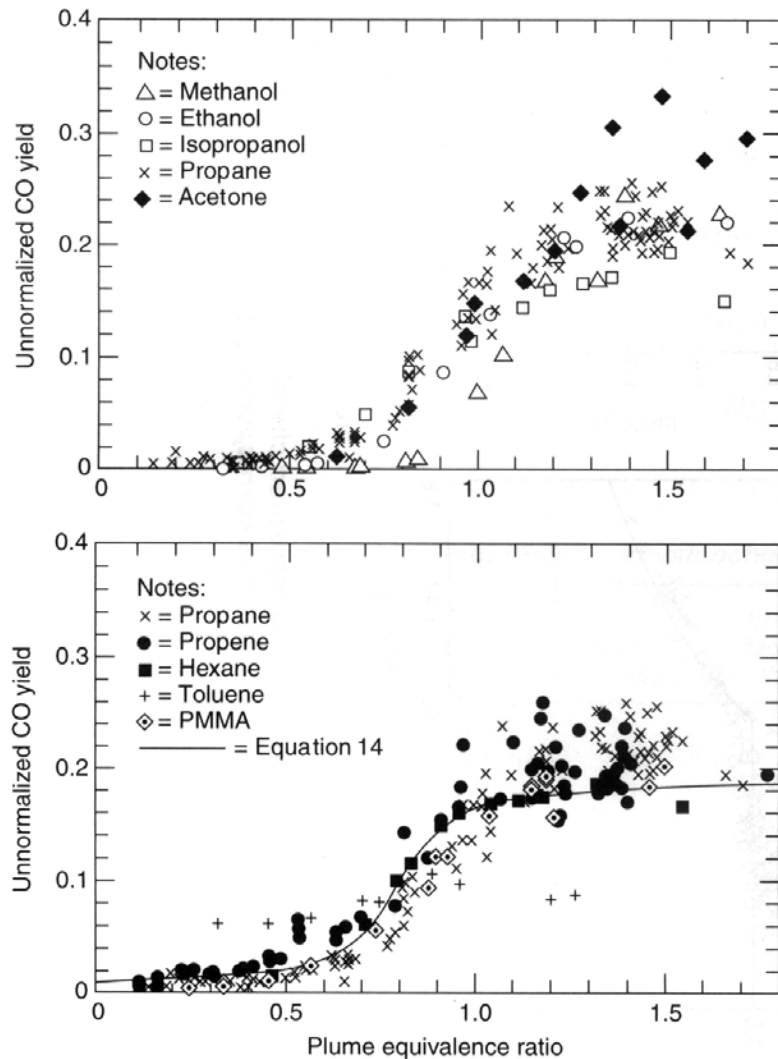 0.4
Notes:
△ = Methanol
○ = Ethanol
□ = Isopropanol
× = Propane
◆ = Acetone
0.3
0.2
0.1
0
Unnormalized CO yield
0 0.5 1.0 1.5
0.4
Notes:
× = Propane
● = Propene
■ = Hexane
+ = Toluene
◈ = PMMA
—— = Equation 14
0.3
0.2
0.1
0
Unnormalized CO yield
0 0.5 1.0 1.5
Plume equivalence ratio